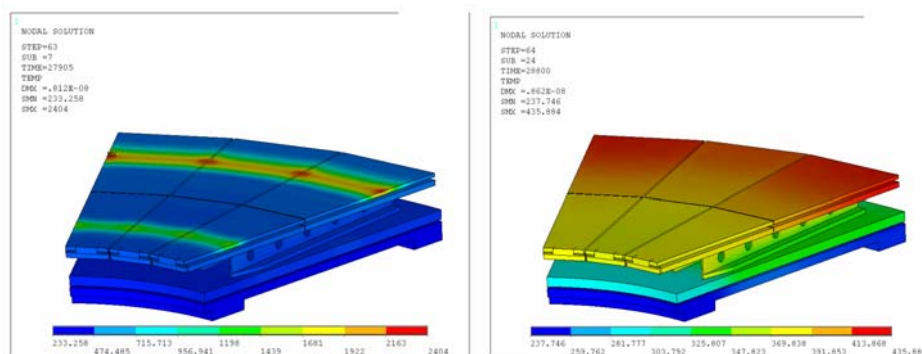 1
NODAL SOLUTION
STEP=63
SUB =7
TIME=27905
TEMP
DMX =.812E-08
SMN =233.258
SMX =2404
233.258
474.485
715.713
956.941
1198
1439
1681
1922
2163
2404
1
NODAL SOLUTION
STEP=64
SUB =24
TIME=28800
TEMP
DMX =.862E-08
SMN =237.746
SMX =435.884
237.746
259.762
281.777
303.792
325.807
347.823
369.838
391.853
413.868